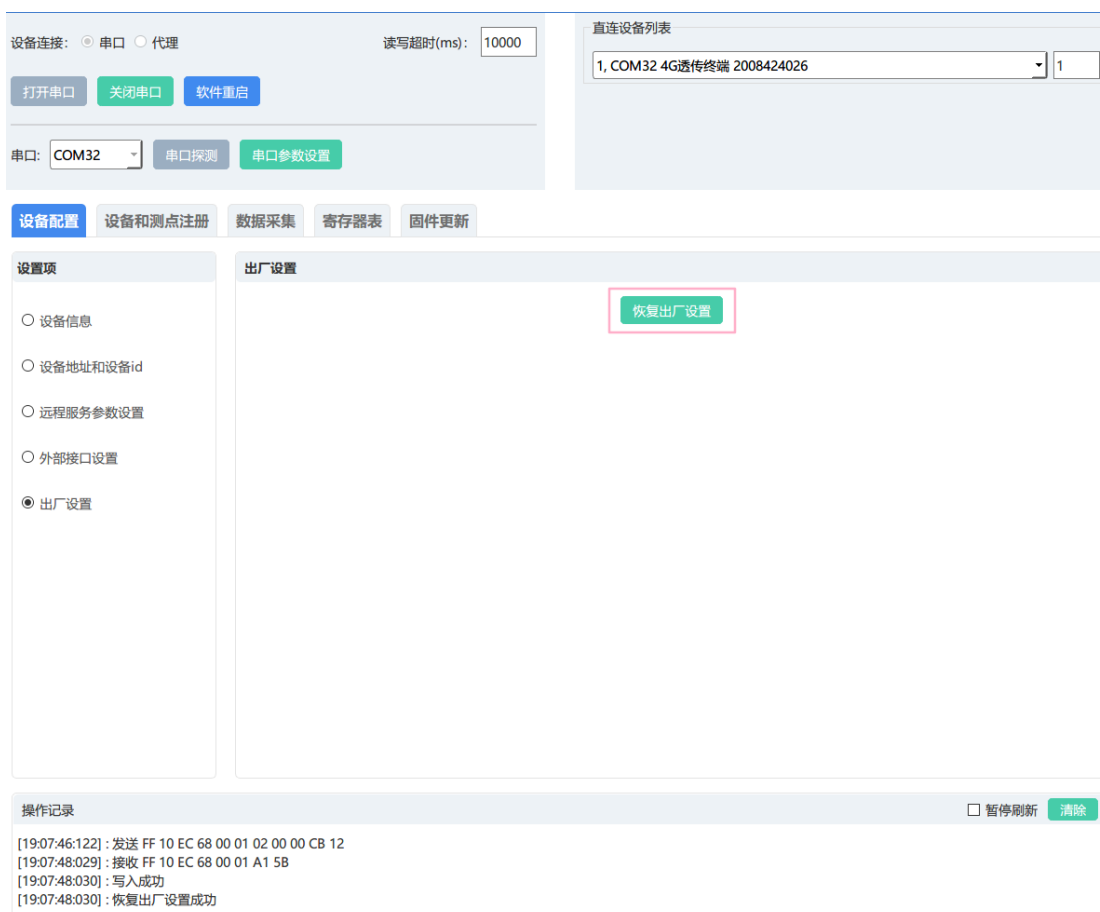 设备连接: 串口 代理 读写超时(ms): 10000
打开串口 关闭串口 软件重启
串口: COM32 串口探测 串口参数设置
直连设备列表
1, COM32 4G透传终端 2008424026 1
设备配置 设备和测点注册 数据采集 寄存器表 固件更新
设置项
设备信息
设备地址和设备id
远程服务参数设置
外部接口设置
出厂设置
出厂设置
恢复出厂设置
操作记录 暂停刷新 清除
[19:07:46:122] : 发送 FF 10 EC 68 00 01 02 00 00 CB 12
[19:07:48:029] : 接收 FF 10 EC 68 00 01 A1 5B
[19:07:48:030] : 写入成功
[19:07:48:030] : 恢复出厂设置成功